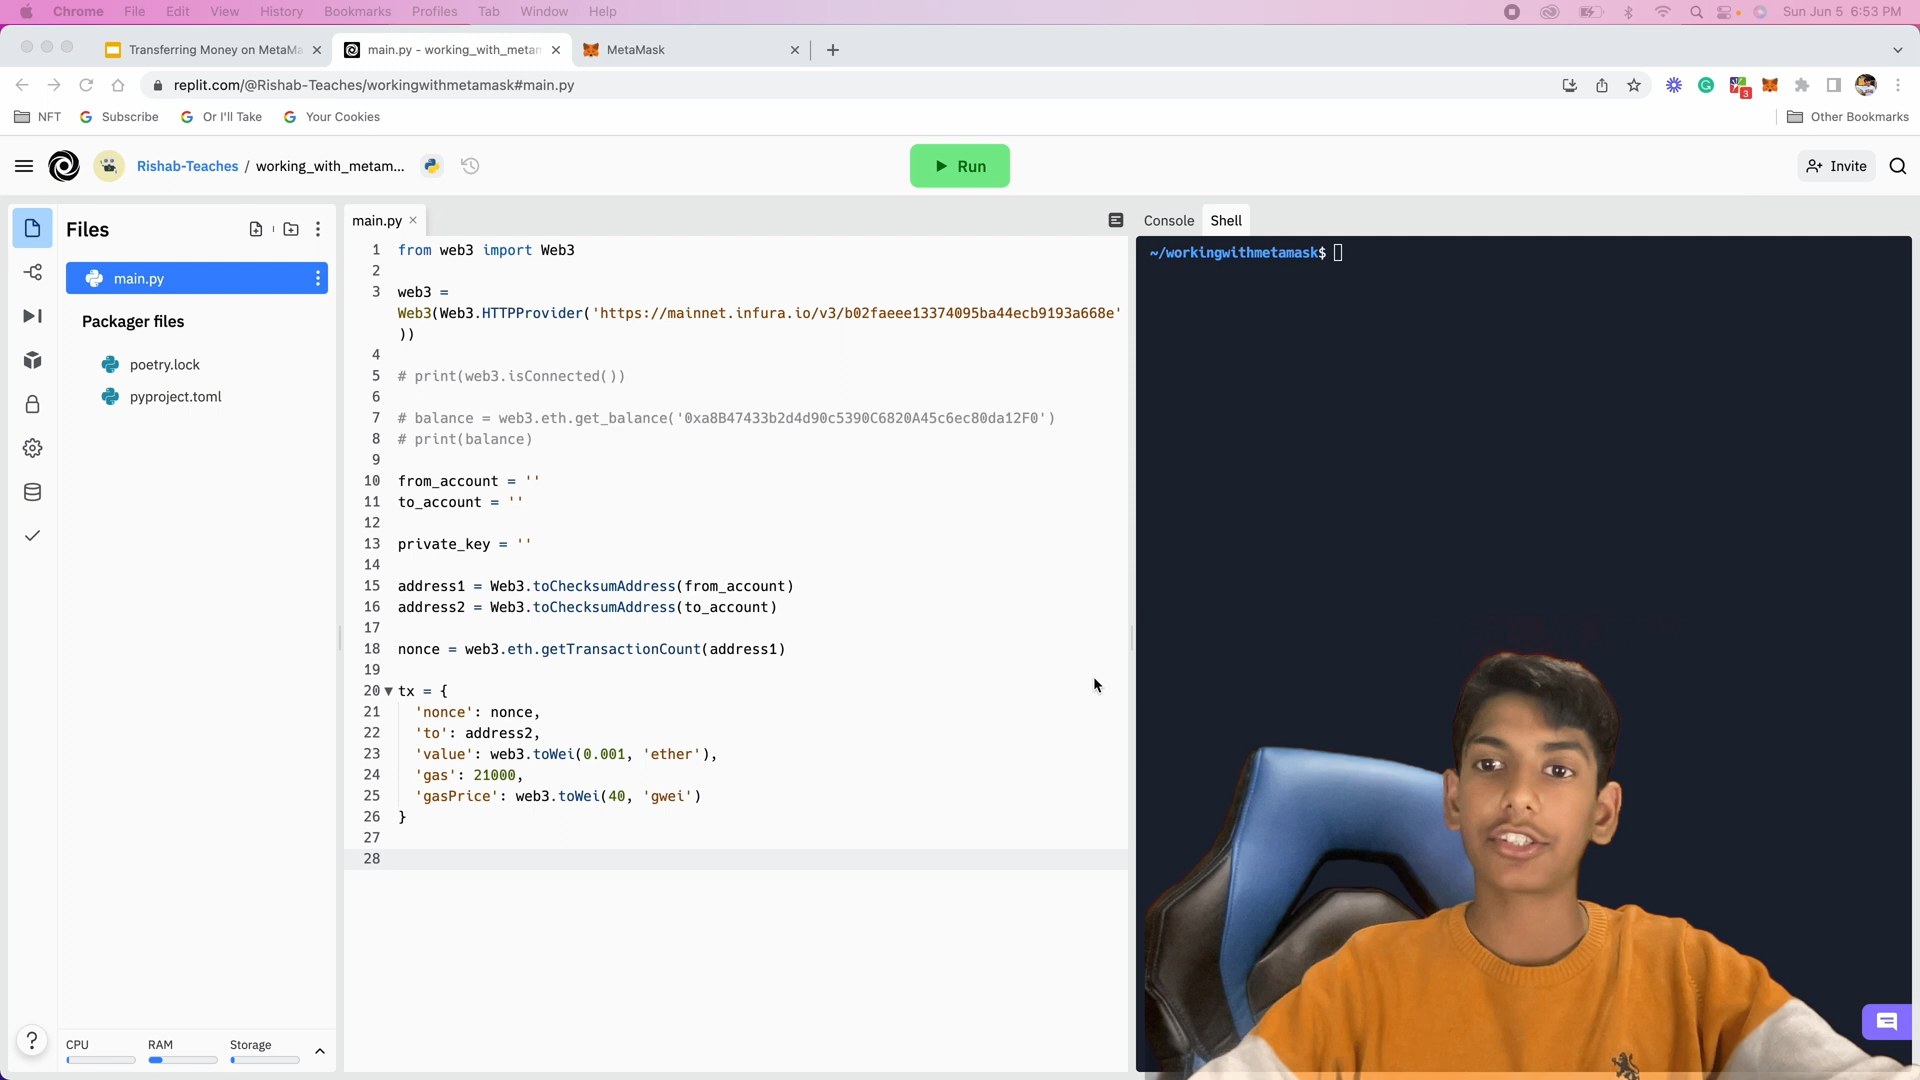 Chrome File Edit View History Bookmarks Profiles Tab Window Help Sun Jun 5 6:53 PM
Transferring Money on MetaMa main.py - working_with_metam MetaMask
replit.com/@Rishab-Teaches/workingwithmetamask#main.py
3
NFT Subscribe Or I'll Take Your Cookies Other Bookmarks
Rishab-Teaches / working_with_metam... Run Invite
Files
main.py
Packager files
poetry.lock
pyproject.toml
CPU RAM Storage
?
main.py
1 from web3 import Web3
2
3 web3 =
Web3(Web3.HTTPProvider('https://mainnet.infura.io/v3/b02faeee13374095ba44ecb9193a668e'
))
4
5 # print(web3.isConnected())
6
7 # balance = web3.eth.get_balance('0xa8B47433b2d4d90c5390C6820A45c6ec80da12F0')
8 # print(balance)
9
10 from_account = ''
11 to_account = ''
12
13 private_key = ''
14
15 address1 = Web3.toChecksumAddress(from_account)
16 address2 = Web3.toChecksumAddress(to_account)
17
18 nonce = web3.eth.getTransactionCount(address1)
19
20 tx = {
21 'nonce': nonce,
22 'to': address2,
23 'value': web3.toWei(0.001, 'ether'),
24 'gas': 21000,
25 'gasPrice': web3.toWei(40, 'gwei')
26 }
27
28
Console Shell
~/workingwithmetamask$